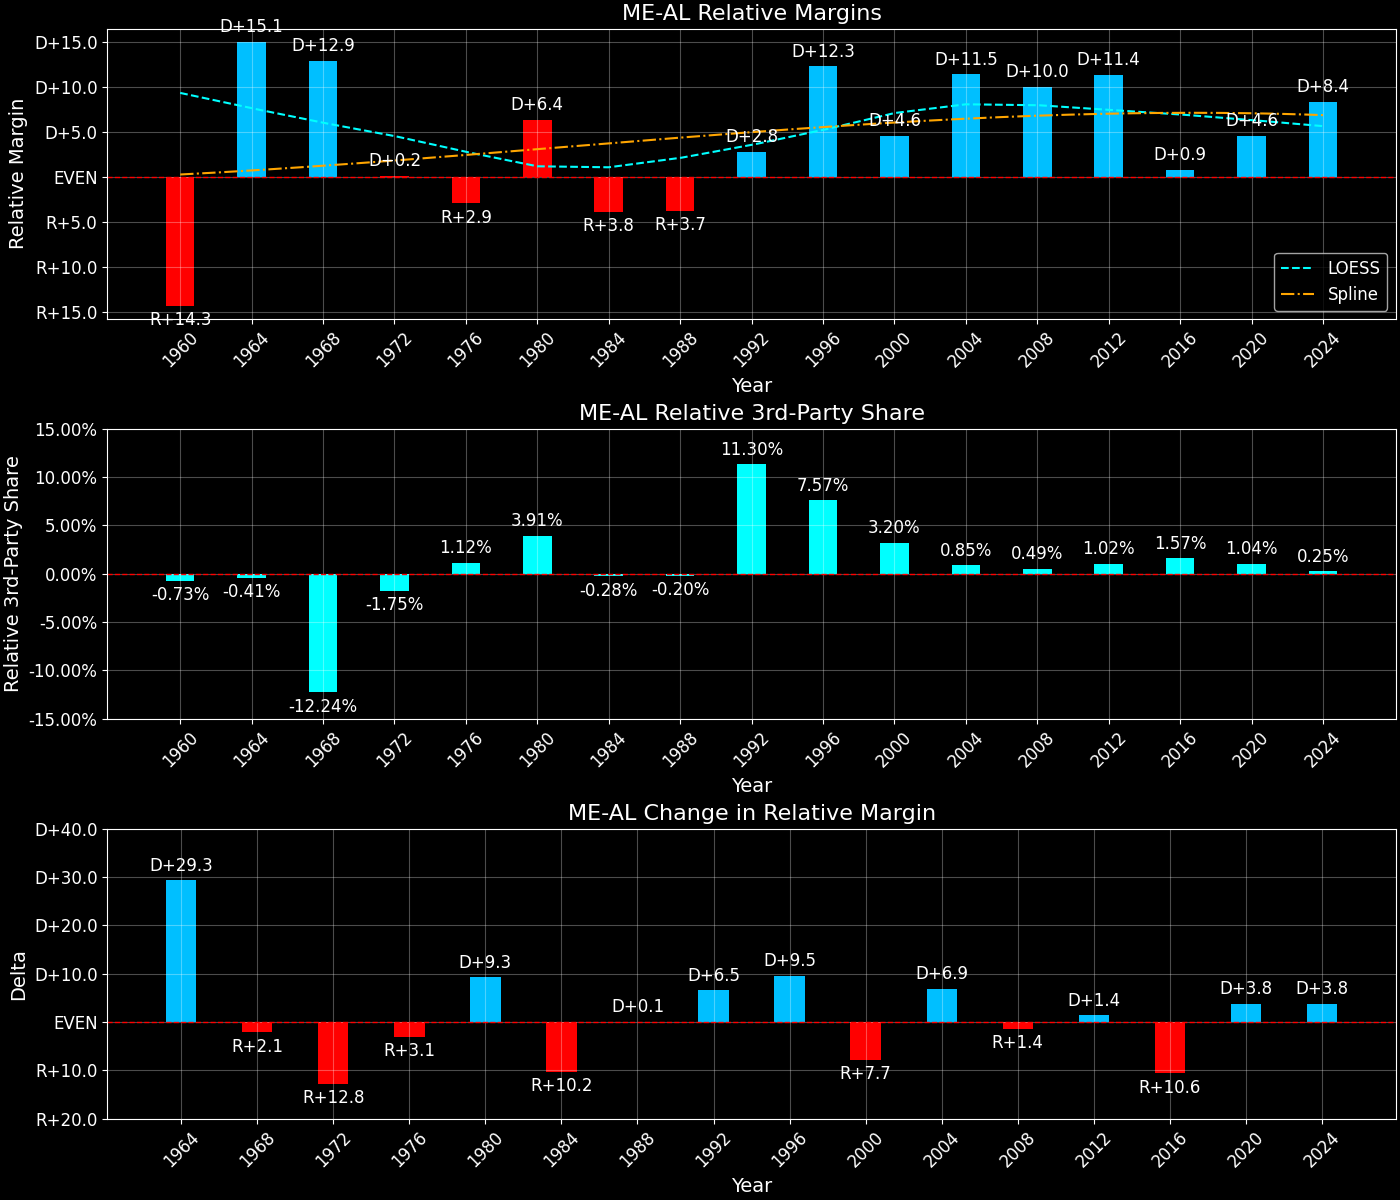 ME-AL Relative Margins
Relative Margin
D+15.0
D+10.0
D+5.0
EVEN
R+5.0
R+10.0
R+15.0
R+14.3
D+15.1
D+12.9
D+0.2
R+2.9
D+6.4
R+3.8
R+3.7
D+2.8
D+12.3
D+4.6
D+11.5
D+10.0
D+11.4
D+0.9
D+4.6
D+8.4
LOESS
Spline
1960 1964 1968 1972 1976 1980 1984 1988 1992 1996 2000 2004 2008 2012 2016 2020 2024
Year
ME-AL Relative 3rd-Party Share
Relative 3rd-Party Share
15.00%
10.00%
5.00%
0.00%
-5.00%
-10.00%
-15.00%
-0.73%
-0.41%
-12.24%
-1.75%
1.12%
3.91%
-0.28%
-0.20%
11.30%
7.57%
3.20%
0.85%
0.49%
1.02%
1.57%
1.04%
0.25%
1960 1964 1968 1972 1976 1980 1984 1988 1992 1996 2000 2004 2008 2012 2016 2020 2024
Year
ME-AL Change in Relative Margin
Delta
D+40.0
D+30.0
D+20.0
D+10.0
EVEN
R+10.0
R+20.0
D+29.3
R+2.1
R+12.8
R+3.1
D+9.3
R+10.2
D+0.1
D+6.5
D+9.5
R+7.7
D+6.9
R+1.4
D+1.4
R+10.6
D+3.8
D+3.8
1964 1968 1972 1976 1980 1984 1988 1992 1996 2000 2004 2008 2012 2016 2020 2024
Year